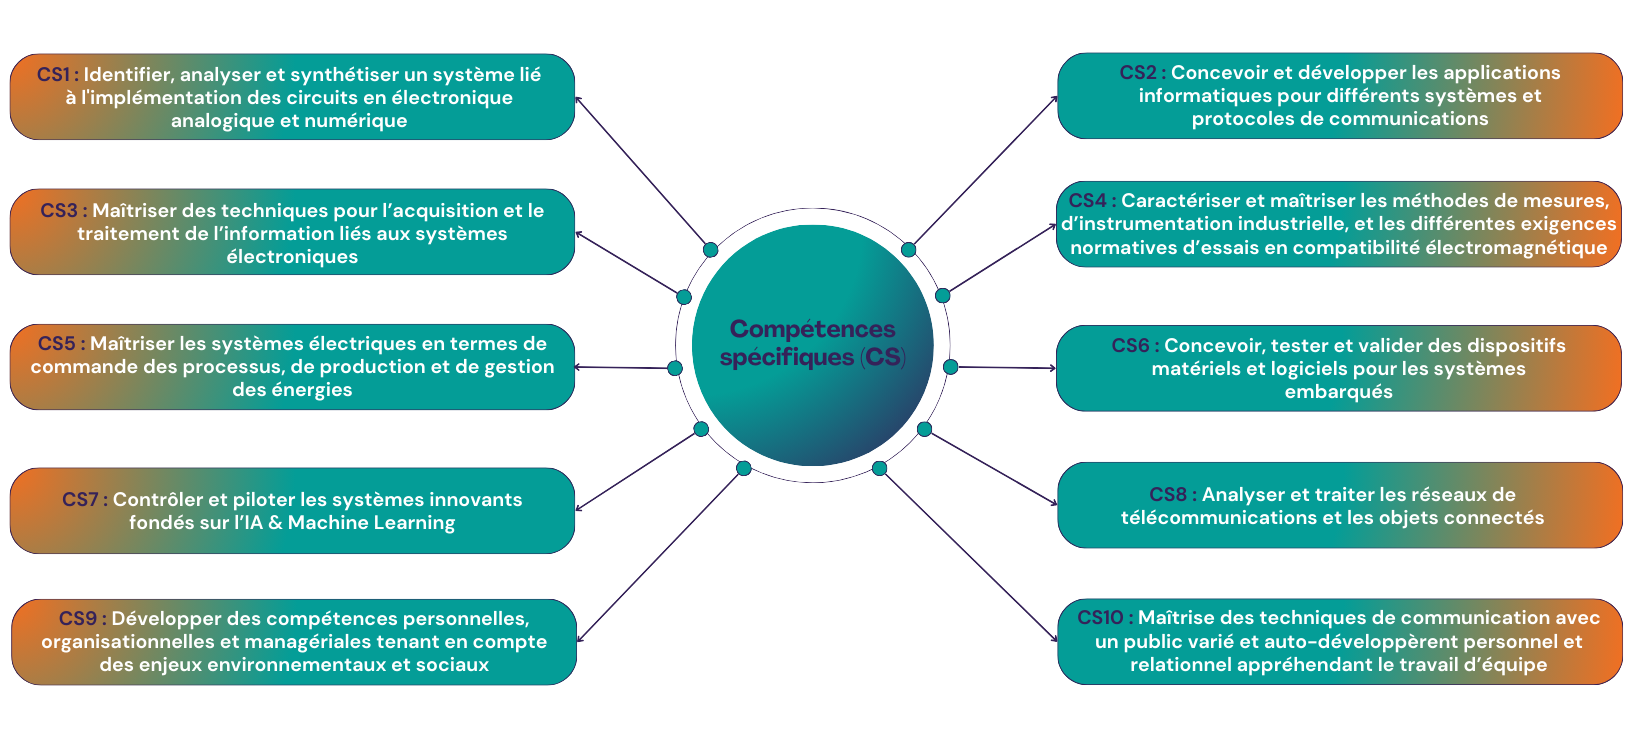 CS1 : Identifier, analyser et synthétiser un système lié
à l'implémentation des circuits en électronique
analogique et numérique
CS2 : Concevoir et développer les applications
informatiques pour différents systèmes et
protocoles de communications
CS3 : Maîtriser des techniques pour l’acquisition et le
traitement de l’information liés aux systèmes
électroniques
CS4 : Caractériser et maîtriser les méthodes de mesures,
d’instrumentation industrielle, et les différentes exigences
normatives d’essais en compatibilité électromagnétique
Compétences
spécifiques (CS)
CS5 : Maîtriser les systèmes électriques en termes de
commande des processus, de production et de gestion
des énergies
CS6 : Concevoir, tester et valider des dispositifs
matériels et logiciels pour les systèmes
embarqués
CS7 : Contrôler et piloter les systèmes innovants
fondés sur l’IA & Machine Learning
CS8 : Analyser et traiter les réseaux de
télécommunications et les objets connectés
CS9 : Développer des compétences personnelles,
organisationnelles et managériales tenant en compte
des enjeux environnementaux et sociaux
CS10 : Maîtrise des techniques de communication avec
un public varié et auto-développèrent personnel et
relationnel appréhendant le travail d’équipe